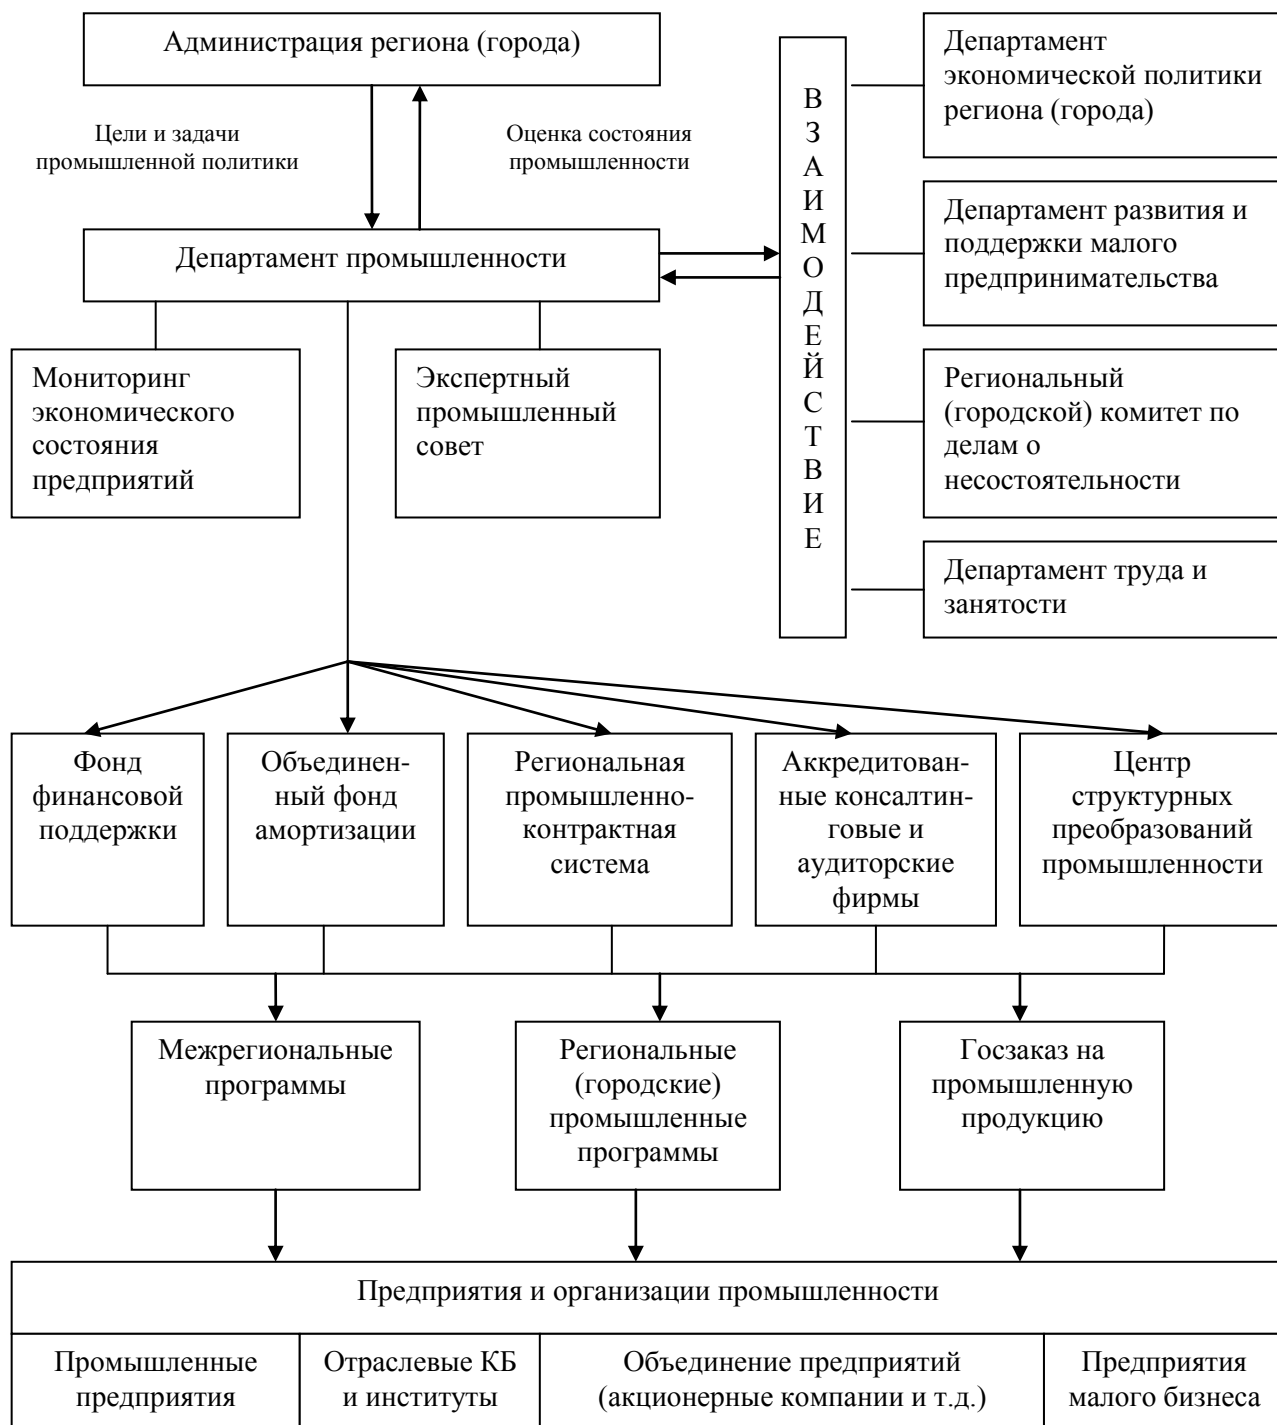 Администрация региона (города)
Цели и задачи
промышленной политики
Оценка состояния
промышленности
Департамент промышленности
Мониторинг
экономического
состояния
предприятий
Экспертный
промышленный
совет
В
З
А
И
М
О
Д
Е
Й
С
Т
В
И
Е
Департамент
экономической политики
региона (города)
Департамент развития и
поддержки малого
предпринимательства
Региональный
(городской) комитет по
делам о
несостоятельности
Департамент труда и
занятости
Фонд
финансовой
поддержки
Объединен-
ный фонд
амортизации
Региональная
промышленно-
контрактная
система
Аккредитован-
ные консалтин-
говые и
аудиторские
фирмы
Центр
структурных
преобразований
промышленности
Межрегиональные
программы
Региональные
(городские)
промышленные
программы
Госзаказ на
промышленную
продукцию
Предприятия и организации промышленности
Промышленные
предприятия
Отраслевые КБ
и институты
Объединение предприятий
(акционерные компании и т.д.)
Предприятия
малого бизнеса